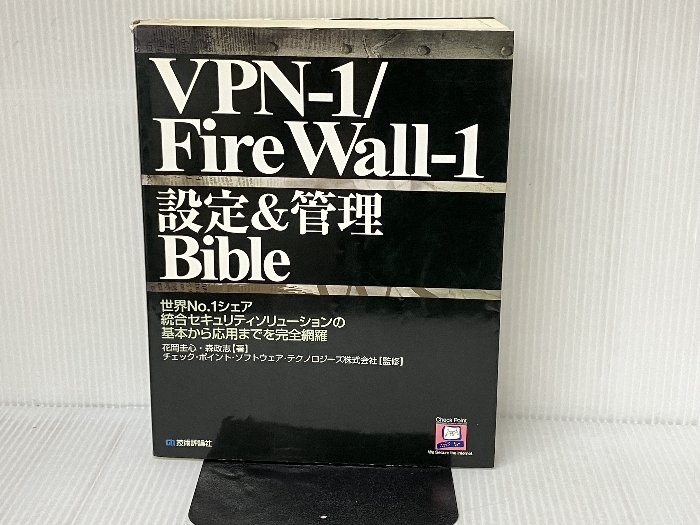 VPN-1/
FireWall-1
設定&管理
Bible
世界No.1シェア
統合セキュリティソリューションの
基本から応用までを完全網羅
花岡圭心・森政志[著]
チェック・ポイント・ソフトウェア・テクノロジーズ株式会社[監修]
技術評論社
Check Point
We Secure the Internet.